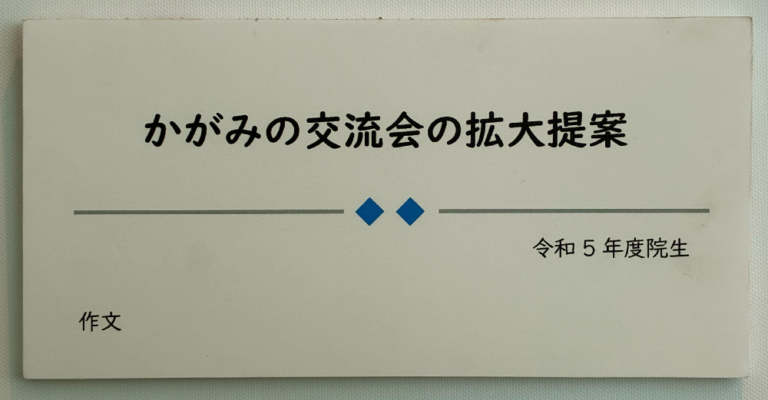 かがみの交流会の拡大提案
令和5年度院生
作文